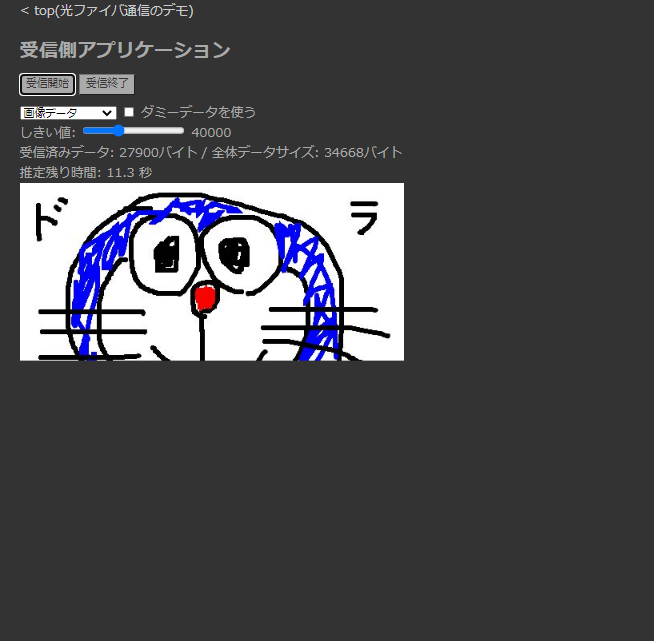 < top(光ファイバ通信のデモ)
受信側アプリケーション
受信開始 受信終了
画像データ ダミーデータを使う
しきい値: 40000
受信済みデータ: 27900バイト / 全体データサイズ: 34668バイト
推定残り時間: 11.3 秒
ド ラ